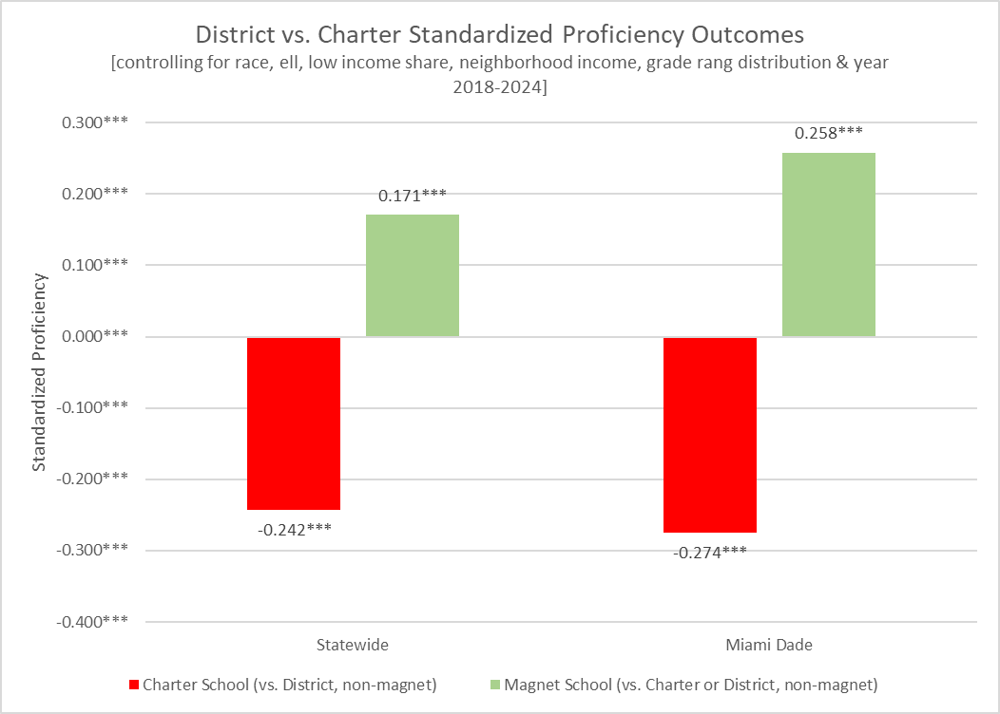 District vs. Charter Standardized Proficiency Outcomes
[controlling for race, ell, low income share, neighborhood income, grade rang distribution & year
2018-2024]
Standardized Proficiency
0.300***
0.200***
0.100***
0.000***
-0.100***
-0.200***
-0.300***
-0.400***
0.258***
0.171***
-0.242***
-0.274***
Statewide
Miami Dade
Charter School (vs. District, non-magnet)
Magnet School (vs. Charter or District, non-magnet)